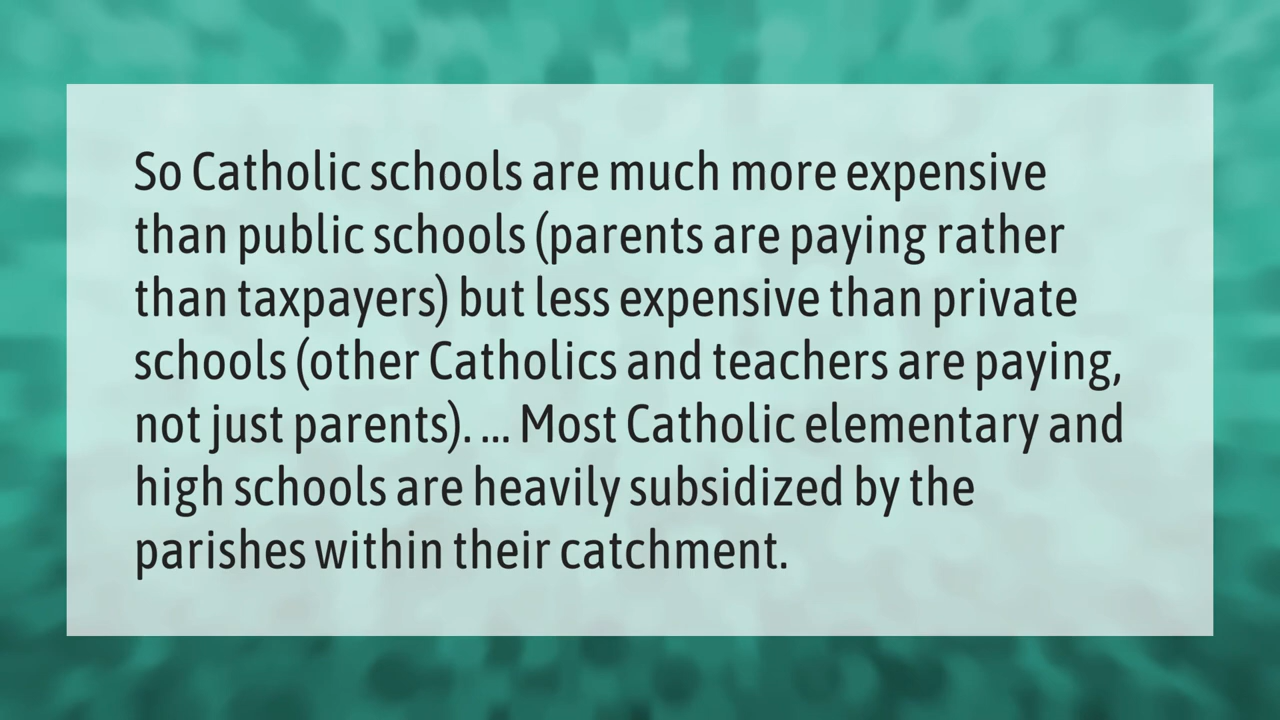 So Catholic schools are much more expensive
than public schools (parents are paying rather
than taxpayers) but less expensive than private
schools (other Catholics and teachers are paying,
not just parents). ... Most Catholic elementary and
high schools are heavily subsidized by the
parishes within their catchment.